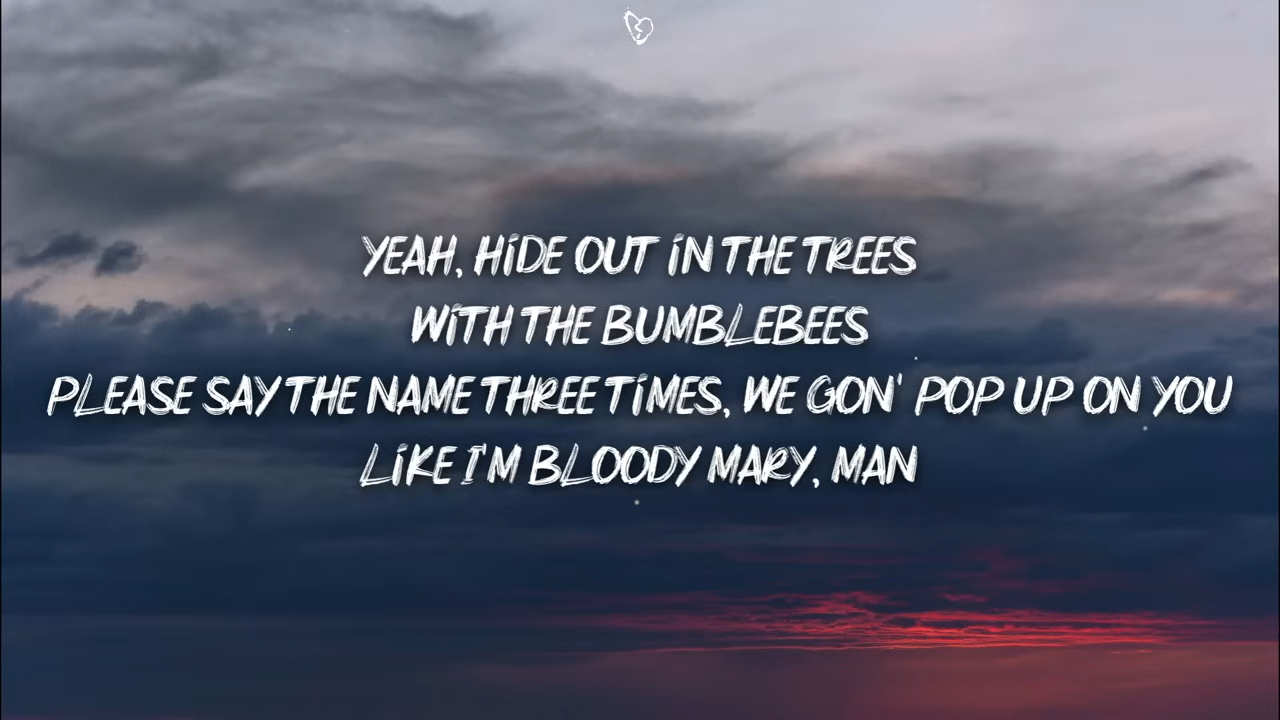 YEAH, HIDE OUT IN THE TREES
WITH THE BUMBLEBEES
PLEASE SAY THE NAME THREE TIMES, WE GON' POP UP ON YOU
LIKE I'M BLOODY MARY, MAN